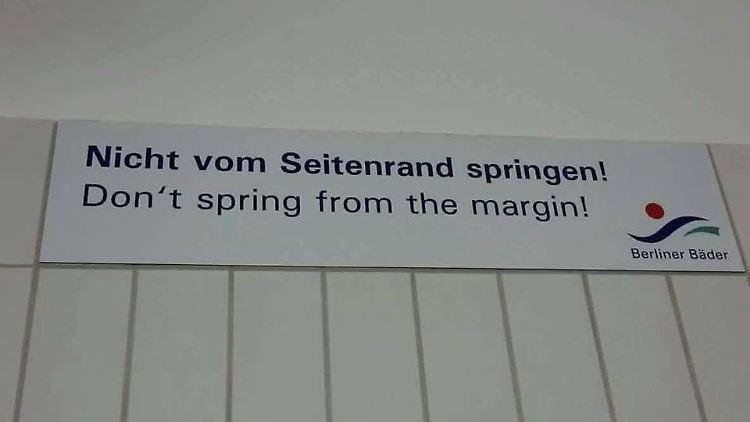 Nicht vom Seitenrand springen!
Don't spring from the margin!
Berliner Bäder